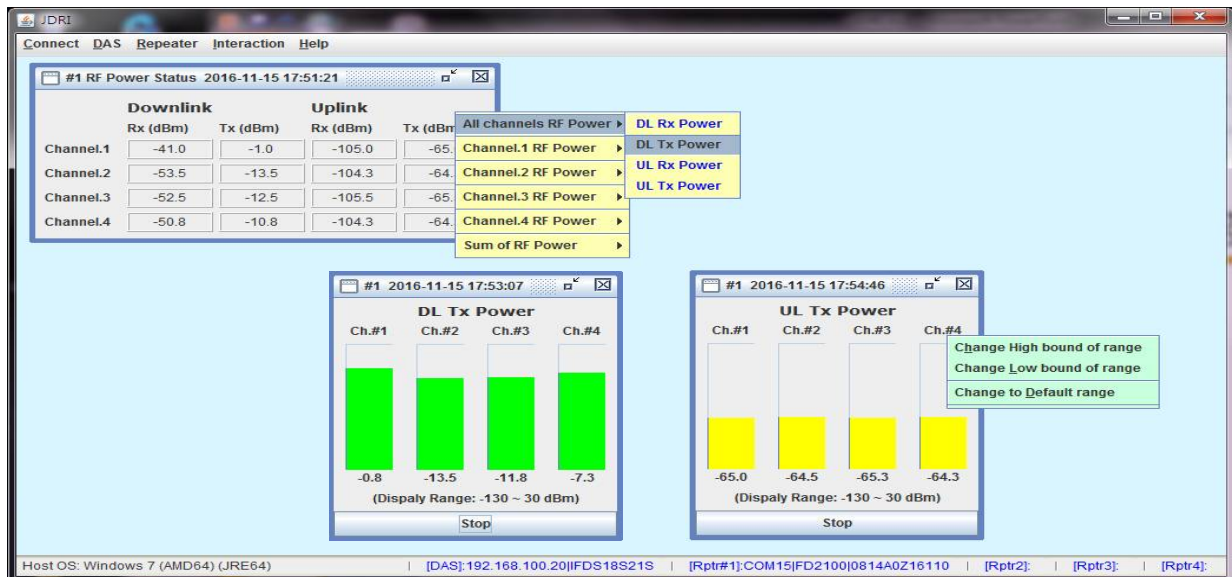 JDRI
Connect DAS Repeater Interaction Help
#1 RF Power Status 2016-11-15 17:51:21
Downlink Uplink
Rx (dBm) Tx (dBm) Rx (dBm) Tx (dBm
Channel.1 -41.0 -1.0 -105.0 -65.
Channel.2 -53.5 -13.5 -104.3 -64.
Channel.3 -52.5 -12.5 -105.5 -65.
Channel.4 -50.8 -10.8 -104.3 -64.
All channels RF Power
Channel.1 RF Power
Channel.2 RF Power
Channel.3 RF Power
Channel.4 RF Power
Sum of RF Power
DL Rx Power
DL Tx Power
UL Rx Power
UL Tx Power
#1 2016-11-15 17:53:07
DL Tx Power
Ch.#1 Ch.#2 Ch.#3 Ch.#4
-0.8 -13.5 -11.8 -7.3
(Dispaly Range: -130 ~ 30 dBm)
Stop
#1 2016-11-15 17:54:46
UL Tx Power
Ch.#1 Ch.#2 Ch.#3 Ch.#4
-65.0 -64.5 -65.3 -64.3
(Dispaly Range: -130 ~ 30 dBm)
Stop
Change High bound of range
Change Low bound of range
Change to Default range
Host OS: Windows 7 (AMD64) (JRE64) | [DAS]:192.168.100.20|IFDS18S21S | [Rptr#1]:COM15|FD2100|0814A0Z16110 | [Rptr2]: | [Rptr3]: | [Rptr4]: